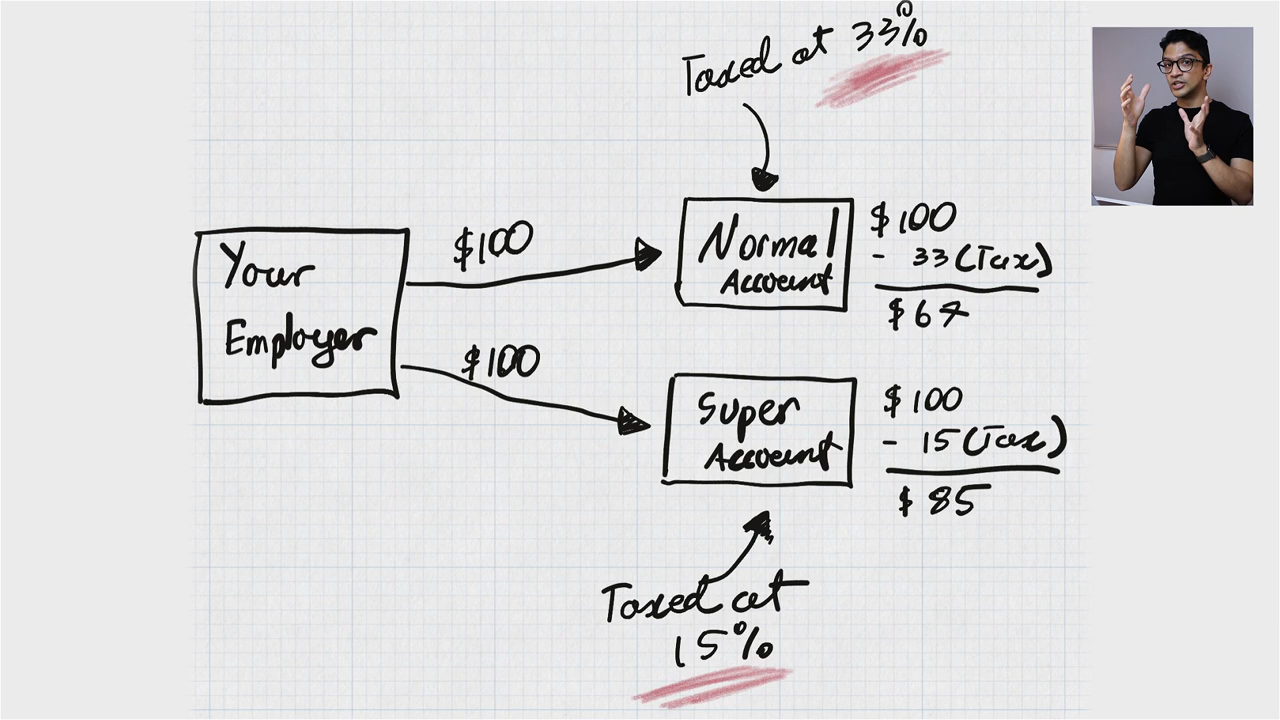 Taxed at 33%
Your
Employer
$100
$100
Normal
Account
$100
- 33 (Tax)
$67
Super
Account
$100
- 15 (Tax)
$85
Taxed at
15%